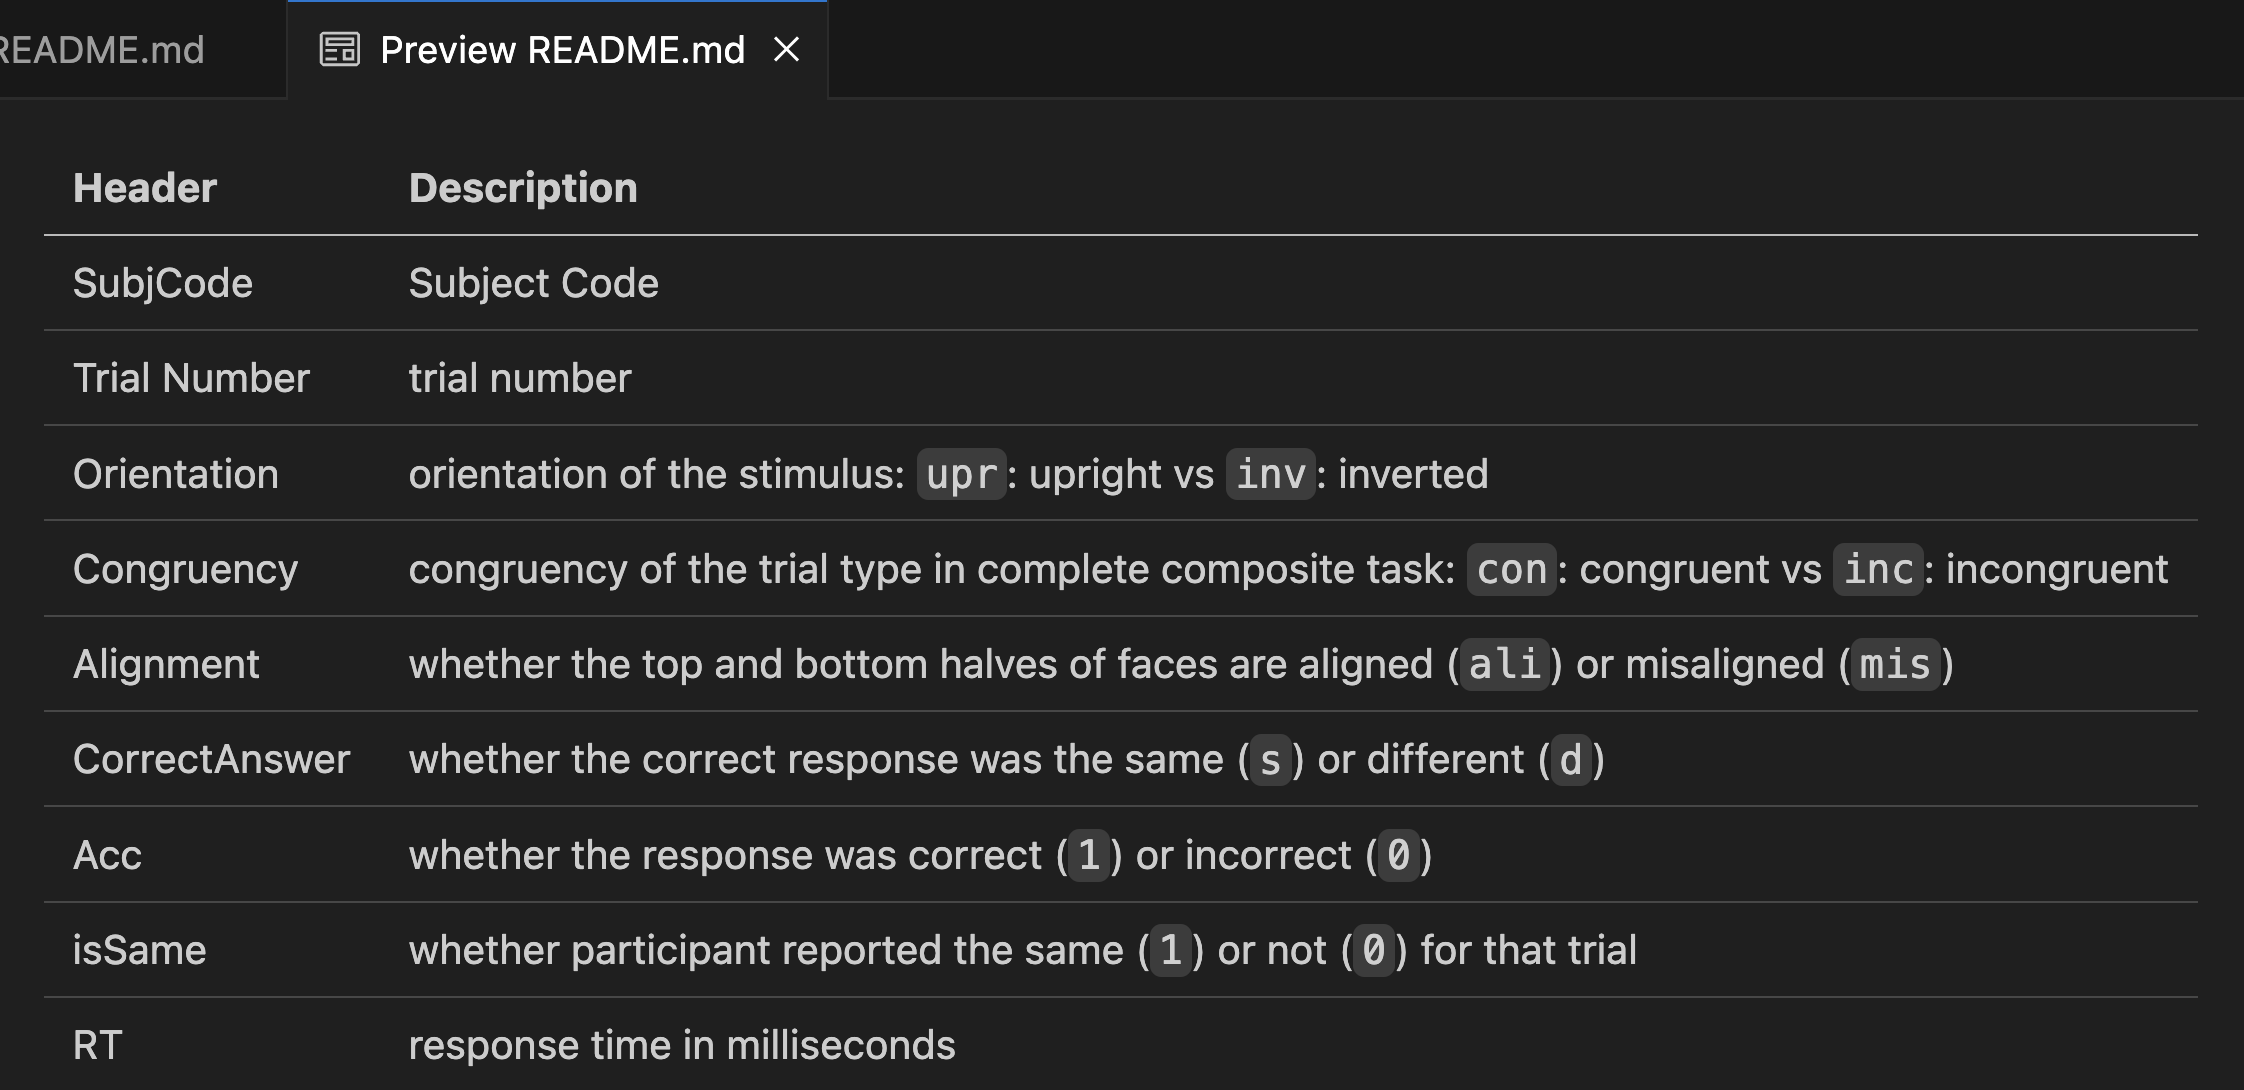 README.md
Preview README.md
Header Description
SubjCode Subject Code
Trial Number trial number
Orientation orientation of the stimulus: upr: upright vs inv: inverted
Congruency congruency of the trial type in complete composite task: con: congruent vs inc: incongruent
Alignment whether the top and bottom halves of faces are aligned (ali) or misaligned (mis)
CorrectAnswer whether the correct response was the same (s) or different (d)
Acc whether the response was correct (1) or incorrect (0)
isSame whether participant reported the same (1) or not (0) for that trial
RT response time in milliseconds